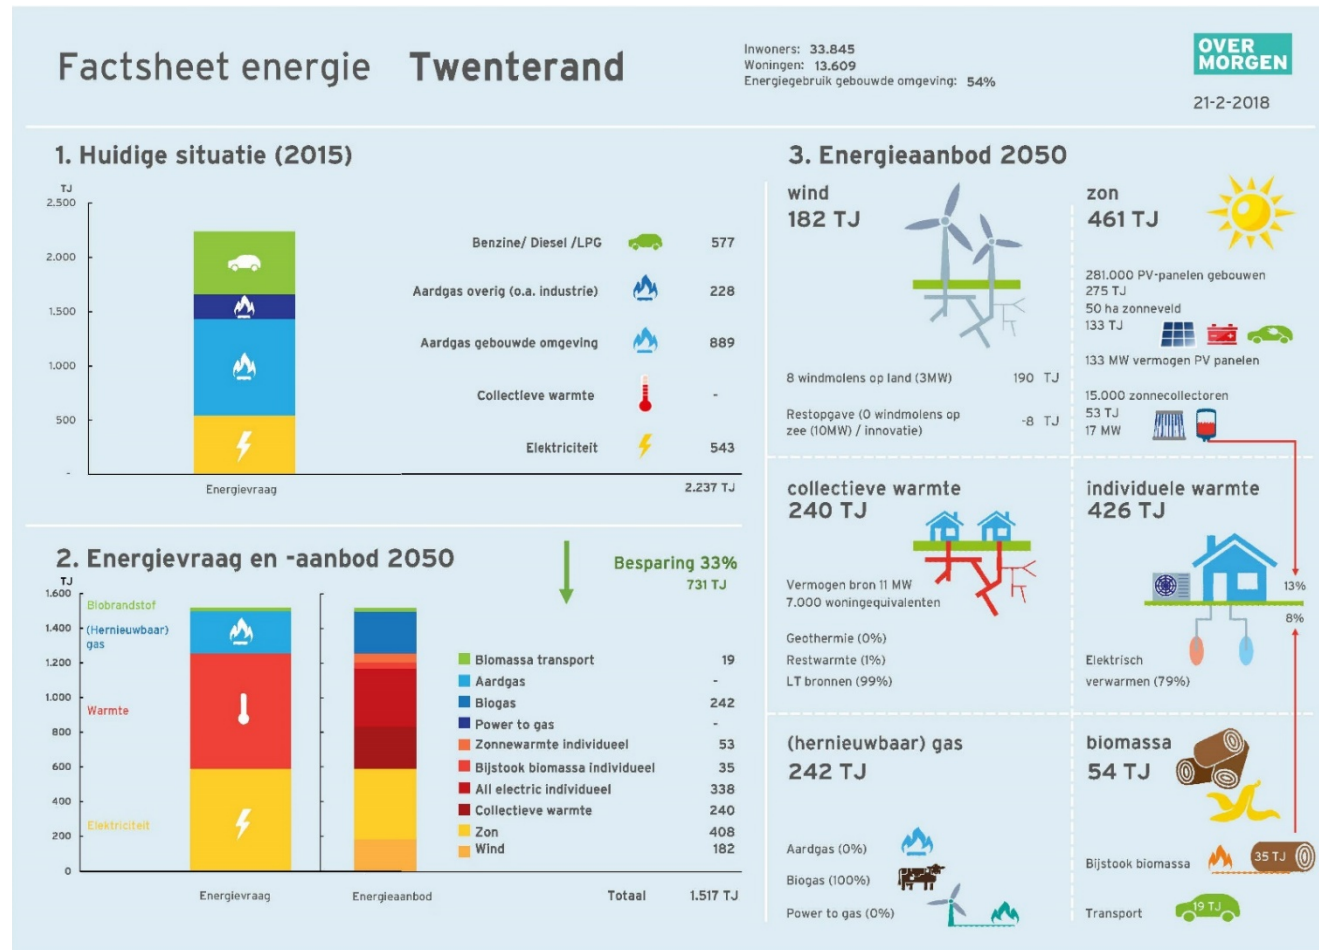 Factsheet energie Twenterand
Inwoners: 33.845
Woningen: 13.609
Energiegebruik gebouwde omgeving: 54%
OVER
MORGEN
21-2-2018
1. Huidige situatie (2015)
TJ
2.500
2.000
1.500
1.000
500
-
Energievraag
Benzine/ Diesel /LPG 577
Aardgas overig (o.a. industrie) 228
Aardgas gebouwde omgeving 889
Collectieve warmte -
Elektriciteit 543
2.237 TJ
2. Energievraag en -aanbod 2050
Besparing 33%
731 TJ
TJ
1.600
1.400
1.200
1.000
800
600
400
200
0
Biobrandstof
(Hernieuwbaar)
gas
Warmte
Elektriciteit
Energievraag
Energieaanbod
Biomassa transport 19
Aardgas -
Biogas 242
Power to gas -
Zonnewarmte individueel 53
Bijstook biomassa individueel 35
All electric individueel 338
Collectieve warmte 240
Zon 408
Wind 182
Totaal 1.517 TJ
3. Energieaanbod 2050
wind
182 TJ
8 windmolens op land (3MW) 190 TJ
Restopgave (0 windmolens op
zee (10MW) / innovatie) -8 TJ
zon
461 TJ
281.000 PV-panelen gebouwen
275 TJ
50 ha zonneveld
133 TJ
133 MW vermogen PV panelen
15.000 zonnecollectoren
53 TJ
17 MW
collectieve warmte
240 TJ
Vermogen bron 11 MW
7.000 woningequivalenten
Geothermie (0%)
Restwarmte (1%)
LT bronnen (99%)
individuele warmte
426 TJ
13%
8%
Elektrisch
verwarmen (79%)
(hernieuwbaar) gas
242 TJ
Aardgas (0%)
Biogas (100%)
Power to gas (0%)
biomassa
54 TJ
Bijstook biomassa 35 TJ
Transport 19 TJ